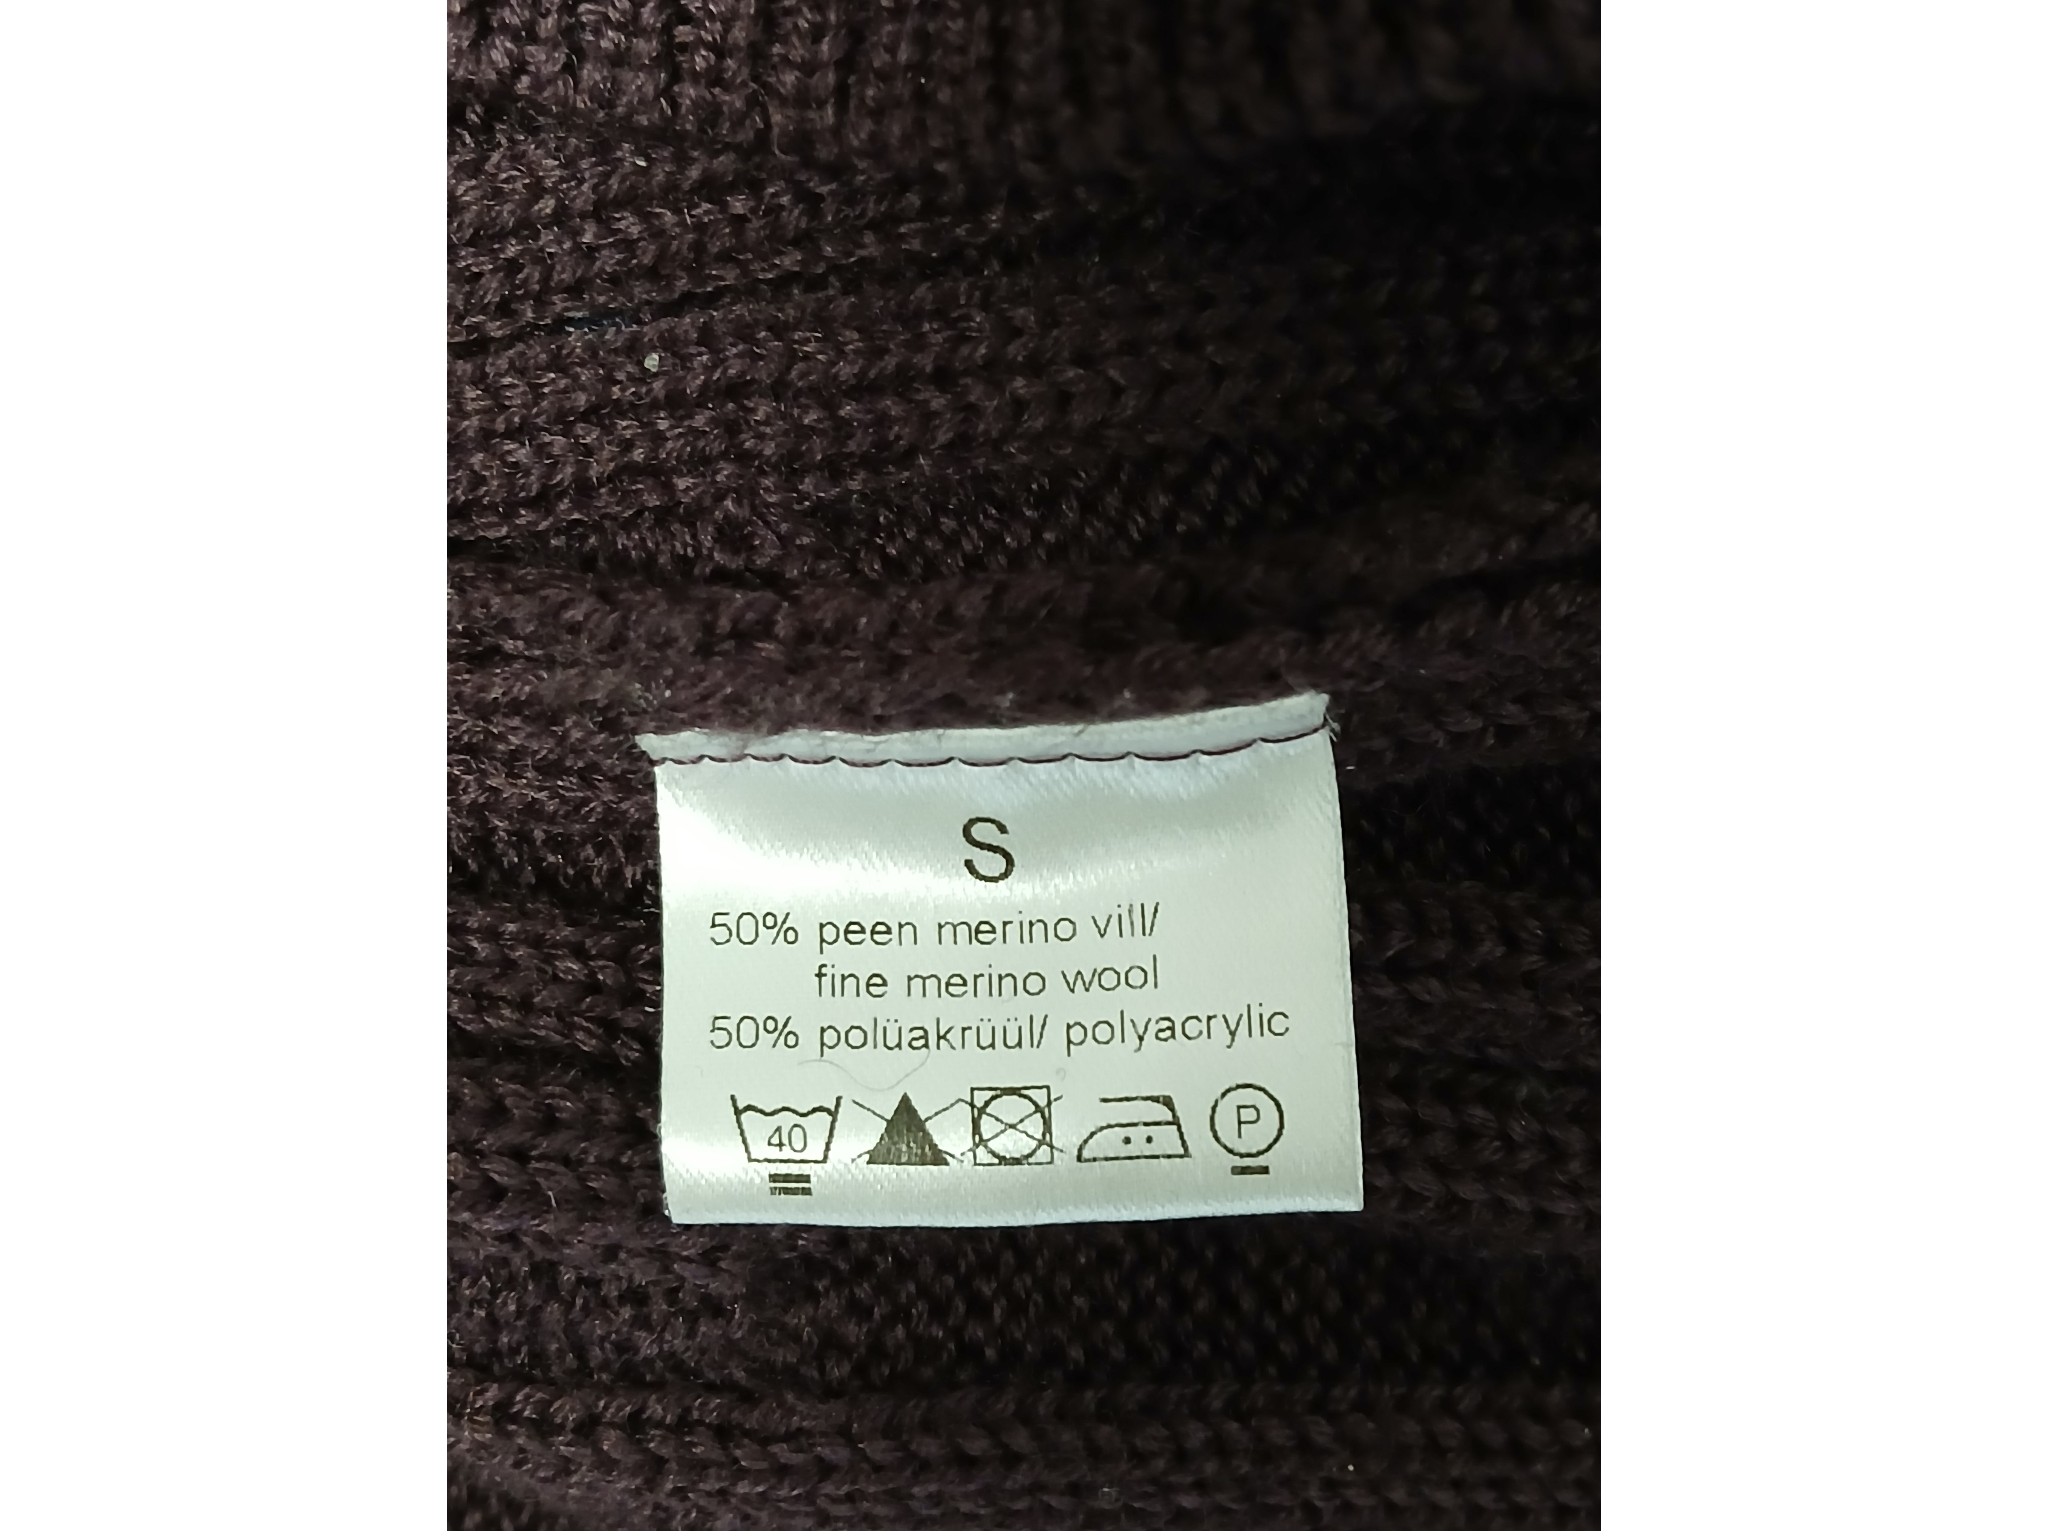 S
50% peen merino vill/
fine merino wool
50% polüakrüül/ polyacrylic
40
P